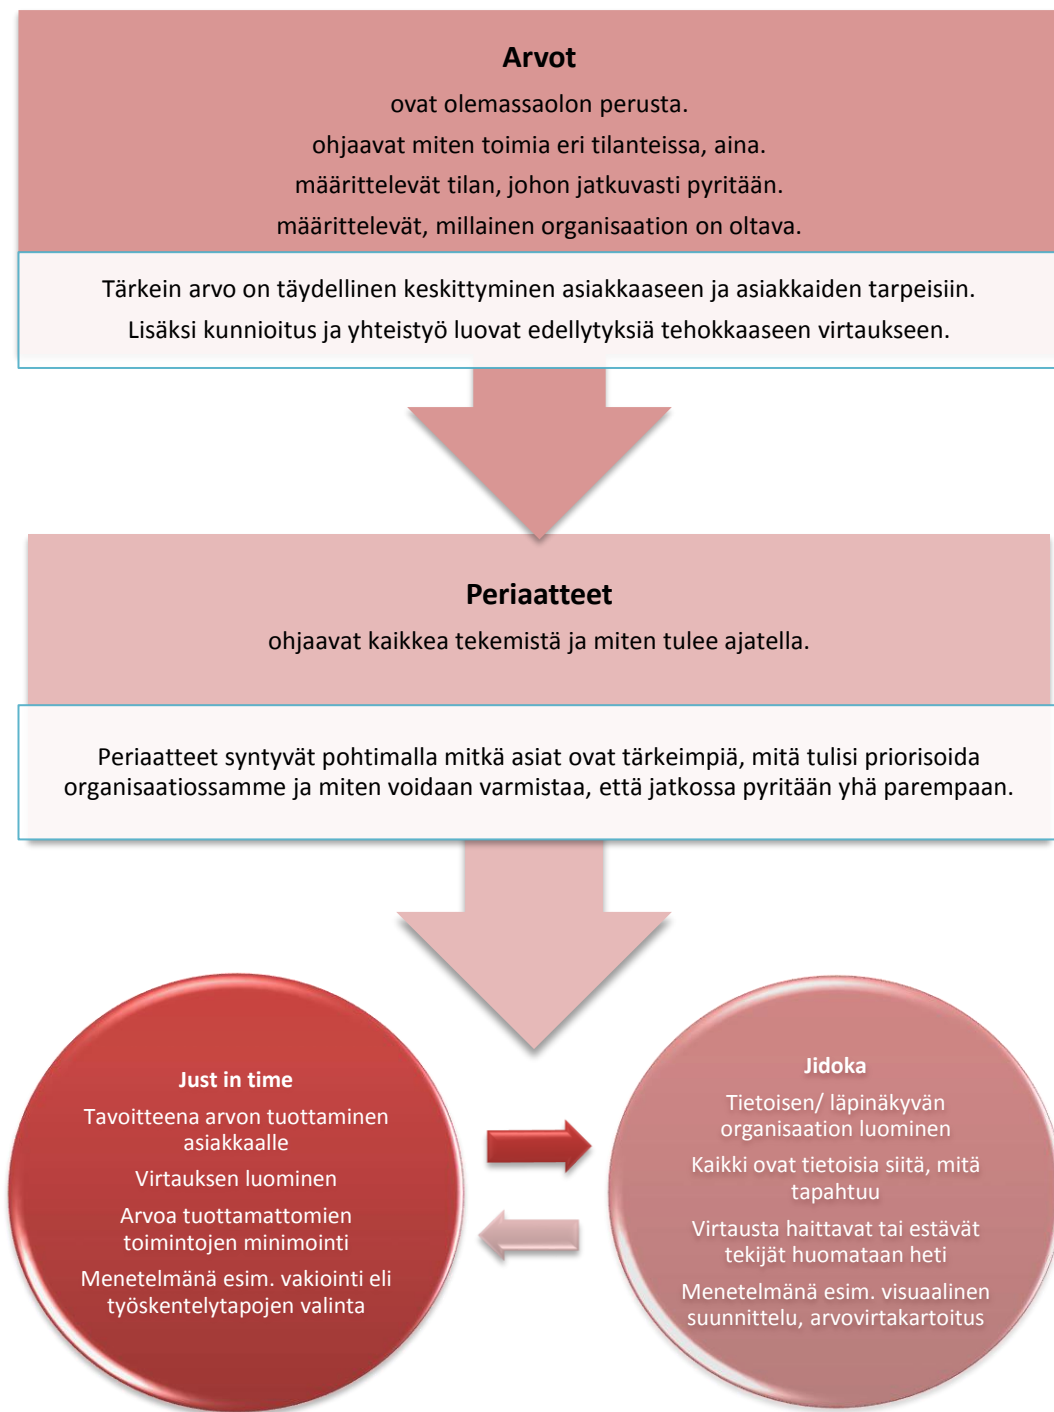 Arvot
ovat olemassaolon perusta.
ohjaavat miten toimia eri tilanteissa, aina.
määrittelevät tilan, johon jatkuvasti pyritään.
määrittelevät, millainen organisaation on oltava.
Tärkein arvo on täydellinen keskittyminen asiakkaaseen ja asiakkaiden tarpeisiin.
Lisäksi kunnioitus ja yhteistyö luovat edellytyksiä tehokkaaseen virtaukseen.
Periaatteet
ohjaavat kaikkea tekemistä ja miten tulee ajatella.
Periaatteet syntyvät pohtimalla mitkä asiat ovat tärkeimpiä, mitä tulisi priorisoida
organisaatiossamme ja miten voidaan varmistaa, että jatkossa pyritään yhä parempaan.
Just in time
Tavoitteena arvon tuottaminen
asiakkaalle
Virtauksen luominen
Arvoa tuottamattomien
toimintojen minimointi
Menetelmänä esim. vakiointi eli
työskentelytapojen valinta
Jidoka
Tietoisen/ läpinäkyvän
organisaation luominen
Kaikki ovat tietoisia siitä, mitä
tapahtuu
Virtausta haittavat tai estävät
tekijät huomataan heti
Menetelmänä esim. visuaalinen
suunnittelu, arvovirtakartoitus